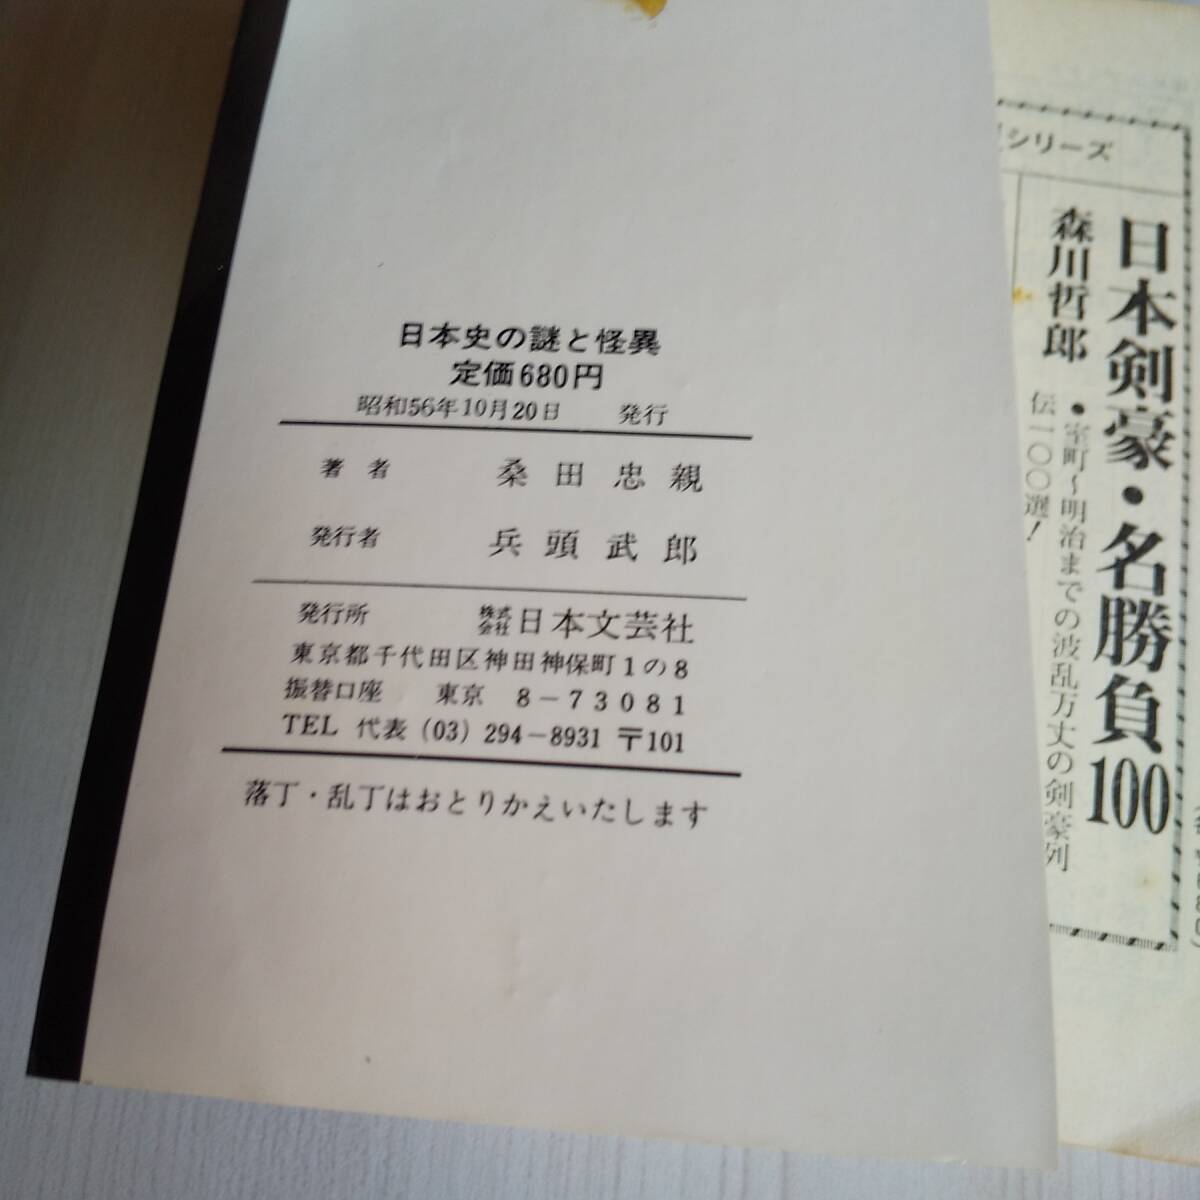 日本史の謎と怪異
定価680円
昭和56年10月20日　発行
著者　桑田忠親
発行者　兵頭武郎
発行所　株式会社日本文芸社
東京都千代田区神田神保町1の8
振替口座　東京　8－73081
TEL 代表 (03) 294－8931 〒101
落丁・乱丁はおとりかえいたします
シリーズ
日本剣豪・名勝負100
森川哲郎
●室町～明治までの波乱万丈の剣豪列
伝一〇〇選！